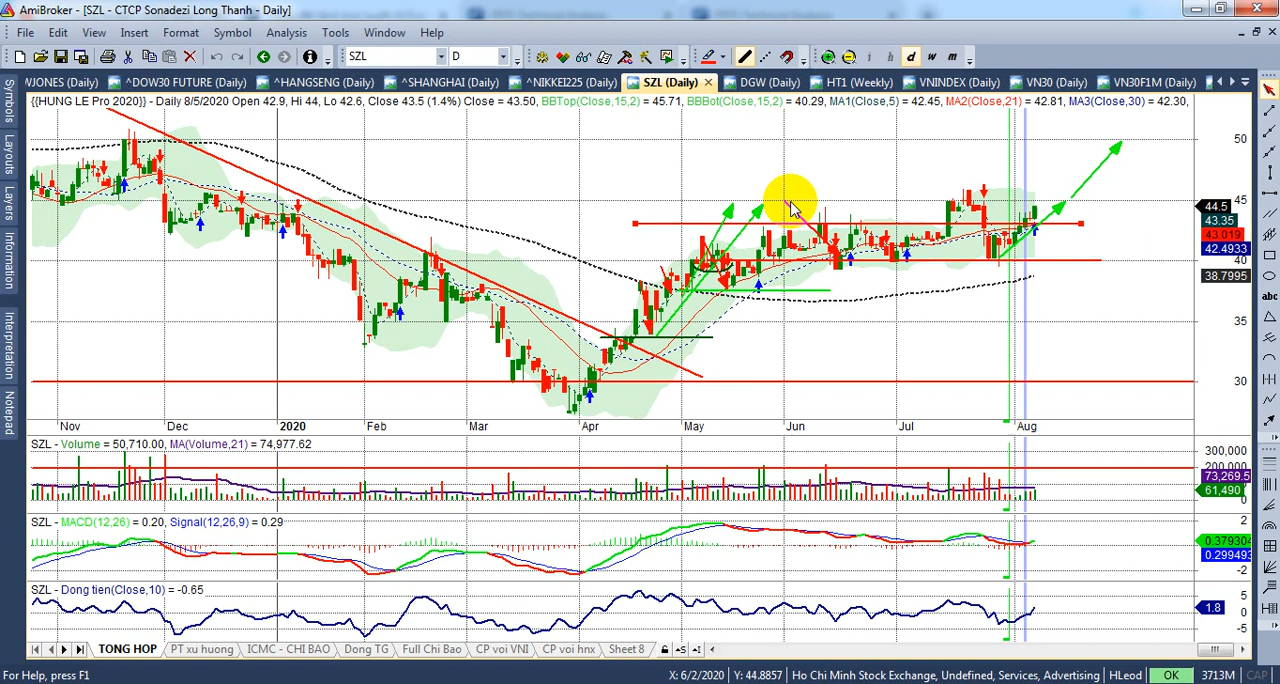 AmiBroker - [SZL - CTCP Sonadezi Long Thanh - Daily]
File Edit View Insert Format Symbol Analysis Tools Window Help
SZL D
i h d w m
WJONES (Daily) ^DOW30 FUTURE (Daily) ^HANGSENG (Daily) ^SHANGHAI (Daily) ^NIKKEI225 (Daily) SZL (Daily) DGW (Daily) HT1 (Weekly) VNINDEX (Daily) VN30 (Daily) VN30F1M (Daily)
{{HUNG LE Pro 2020}} - Daily 8/5/2020 Open 42.9, Hi 44, Lo 42.6, Close 43.5 (1.4%) Close = 43.50, BBTop(Close,15,2) = 45.71, BBBot(Close,15,2) = 40.29, MA1(Close,5) = 42.45, MA2(Close,21) = 42.81, MA3(Close,30) = 42.30,
Symbols
Layouts
Layers
Information
Interpretation
Notepad
50
45
44.5
43.35
43.019
42.4933
40
38.7995
35
30
Nov Dec 2020 Feb Mar Apr May Jun Jul Aug
SZL - Volume = 50,710.00, MA(Volume,21) = 74,977.62
300,000
200,000
73,269.5
61,490
0
SZL - MACD(12,26) = 0.20, Signal(12,26,9) = 0.29
2
0.379304
0.299493
-2
SZL - Dong tien(Close,10) = -0.65
5
1.8
0
-5
TONG HOP PT xu huong ICMC - CHI BAO Dong TG Full Chi Bao CP voi VNI CP voi hnx Sheet 8
abc
For Help, press F1
X: 6/2/2020 Y: 44.8857 Ho Chi Minh Stock Exchange, Undefined, Services, Advertising HLeod OK 3713M CAP